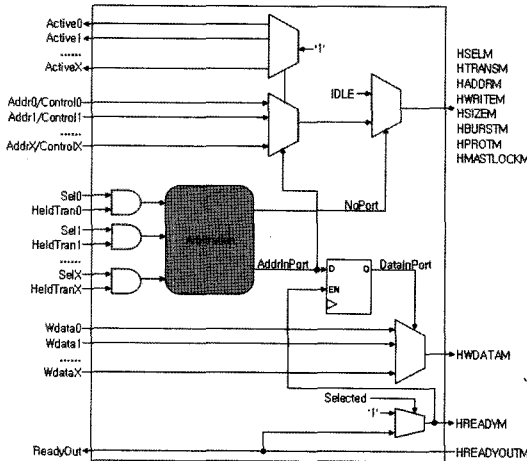 Active0
Active1
......
ActiveX
'1'
HSELM
HTRANSM
HADDRM
HWRITEM
HSIZEM
HBURSTM
HPROTM
HMASTLOCKM
IDLE
Addr0/Control0
Addr1/Control1
......
AddrX/ControlX
Sel0
HeldTran0
Sel1
HeldTran1
......
SelX
HeldTranX
Arbitration
NoPort
AddrInPort
D
Q
EN
DataInPort
Wdata0
Wdata1
......
WdataX
HWDATAM
Selected
'1'
HREADYM
ReadyOut
HREADYOUTM